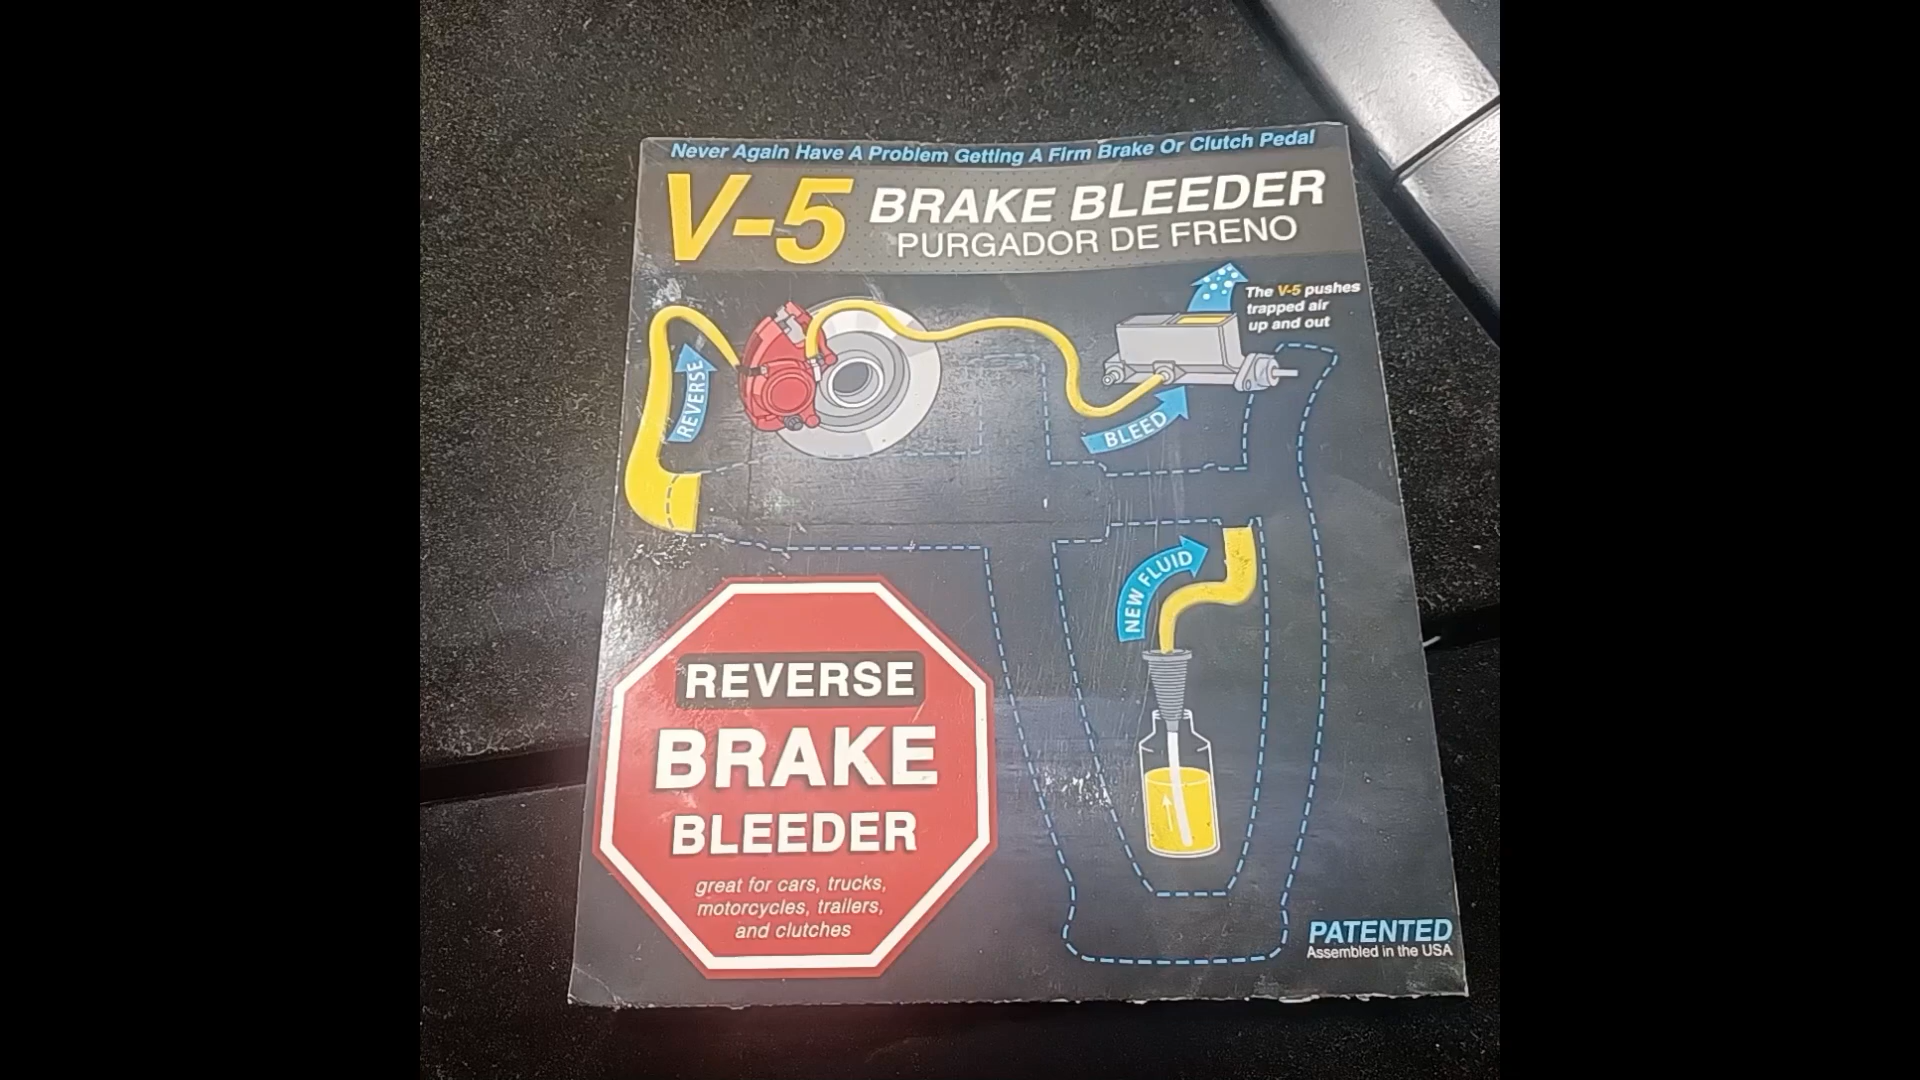 Never Again Have A Problem Getting A Firm Brake Or Clutch Pedal
V-5 BRAKE BLEEDER
PURGADOR DE FRENO
The V-5 pushes
trapped air
up and out
REVERSE
BLEED
NEW FLUID
REVERSE
BRAKE
BLEEDER
great for cars, trucks,
motorcycles, trailers,
and clutches
PATENTED
Assembled in the USA